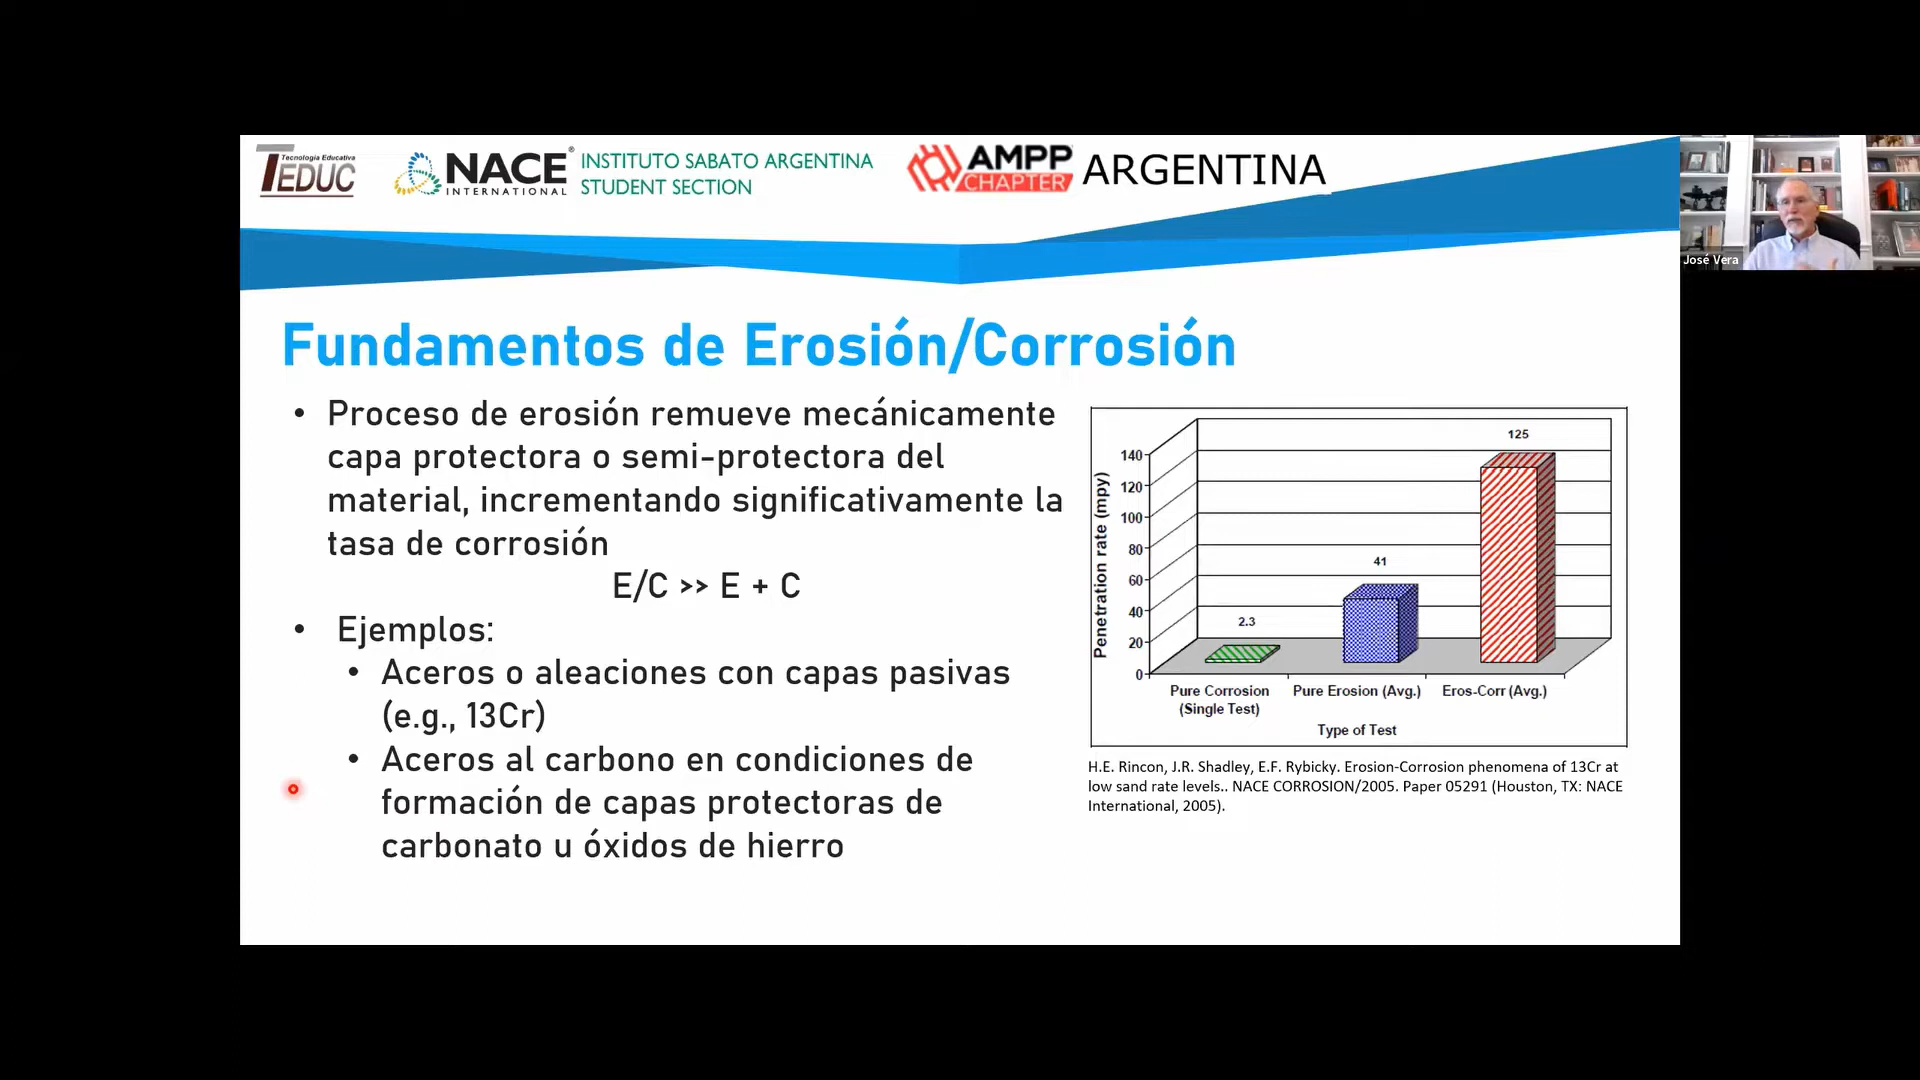 Tecnología Educativa
TEDUC
NACE®
INTERNATIONAL
INSTITUTO SABATO ARGENTINA
STUDENT SECTION
AMPP
CHAPTER
ARGENTINA
José Vera
Fundamentos de Erosión/Corrosión
• Proceso de erosión remueve mecánicamente
capa protectora o semi-protectora del
material, incrementando significativamente la
tasa de corrosión
E/C >> E + C
• Ejemplos:
• Aceros o aleaciones con capas pasivas
(e.g., 13Cr)
• Aceros al carbono en condiciones de
formación de capas protectoras de
carbonato u óxidos de hierro
Penetration rate (mpy)
140
120
100
80
60
40
20
0
2.3
41
125
Pure Corrosion
(Single Test)
Pure Erosion (Avg.)
Eros-Corr (Avg.)
Type of Test
H.E. Rincon, J.R. Shadley, E.F. Rybicky. Erosion-Corrosion phenomena of 13Cr at
low sand rate levels.. NACE CORROSION/2005. Paper 05291 (Houston, TX: NACE
International, 2005).